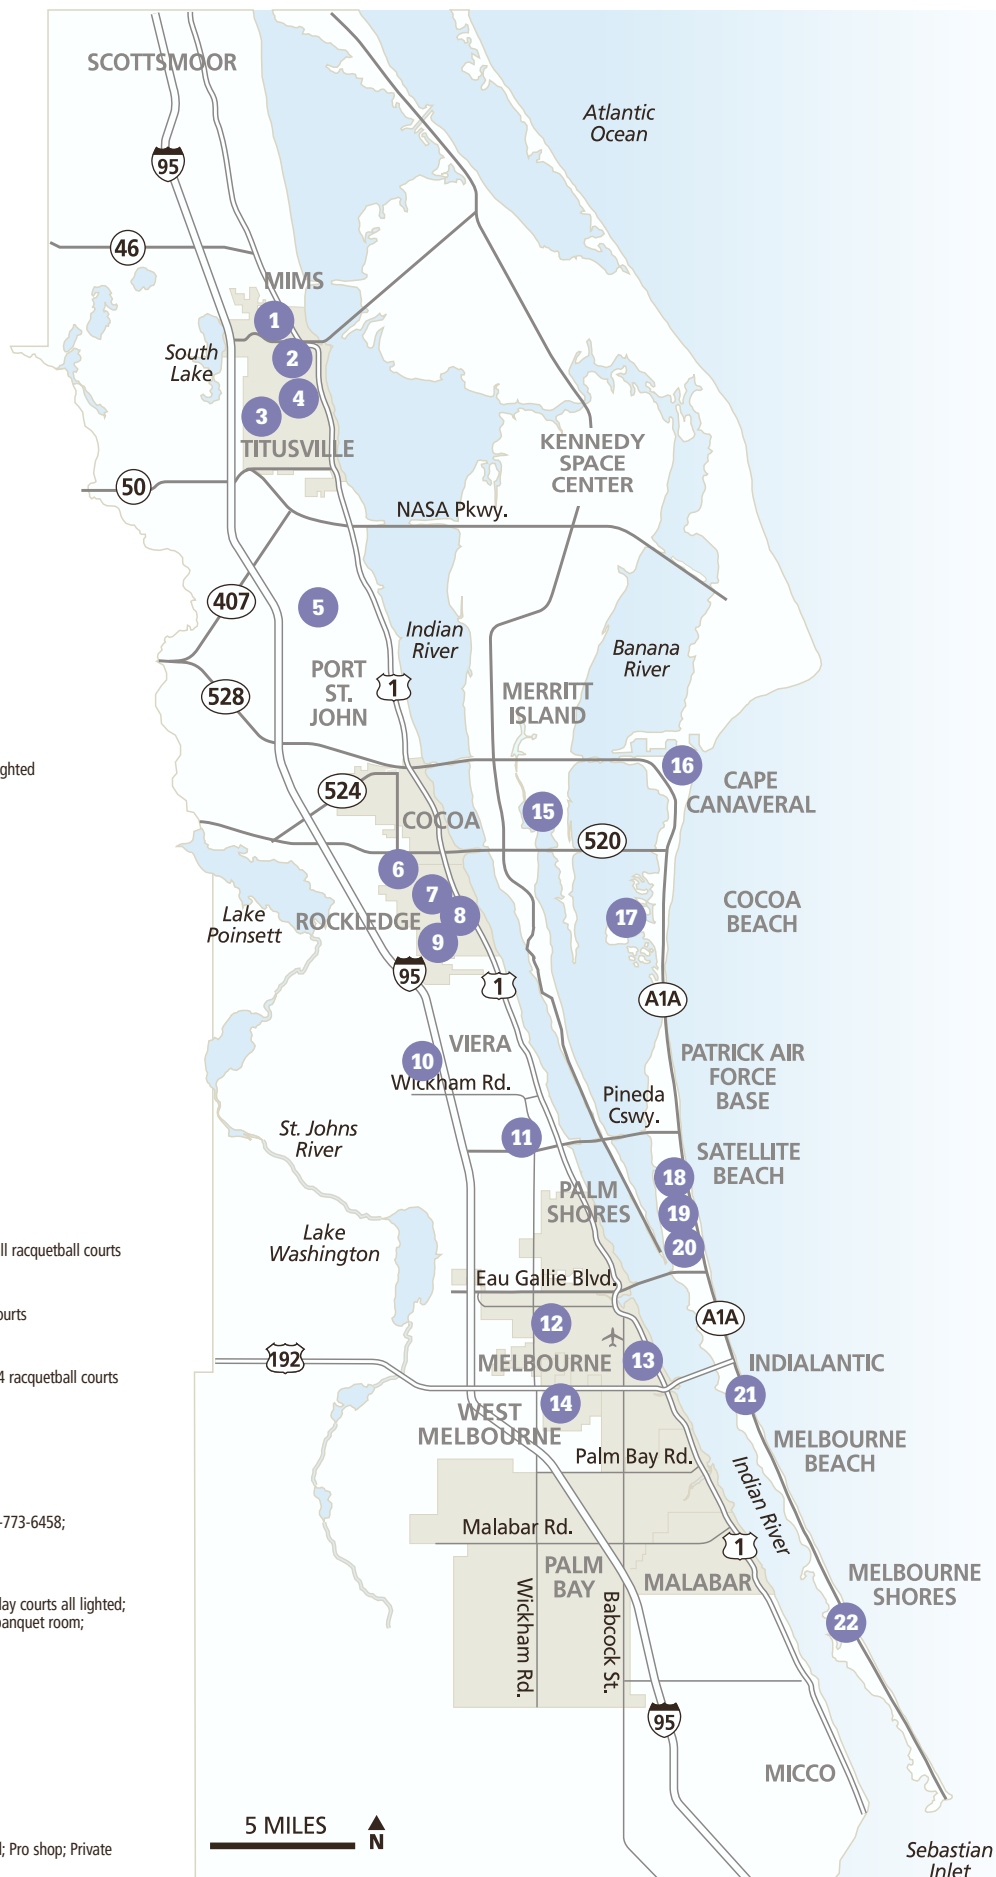 SCOTTSMOOR
Atlantic
Ocean
95
46
MIMS
1
South
Lake
2
4
3
TITUSVILLE
KENNEDY
SPACE
CENTER
50
NASA Pkwy.
407
5
Indian
River
Banana
River
PORT
ST.
JOHN
1
528
MERRITT
ISLAND
ghted
16
524
CAPE
CANAVERAL
COCOA
15
520
6
7
8
Lake
Poinsett
ROCKLEDGE
9
17
COCOA
BEACH
95
1
A1A
VIERA
10
Wickham Rd.
PATRICK AIR
FORCE
BASE
Pineda
Cswy.
St. Johns
River
11
SATELLITE
BEACH
18
PALM
SHORES
19
Lake
Washington
20
ll racquetball courts
Eau Gallie Blvd.
ourts
12
A1A
192
MELBOURNE
13
INDIALANTIC
4 racquetball courts
21
14
WEST
MELBOURNE
MELBOURNE
BEACH
Palm Bay Rd.
Indian River
-773-6458;
Malabar Rd.
1
PALM
BAY
MALABAR
MELBOURNE
SHORES
lay courts all lighted;
banquet room;
Wickham Rd.
Babcock St.
22
95
MICCO
5 MILES
N
l; Pro shop; Private
Sebastian
Inlet